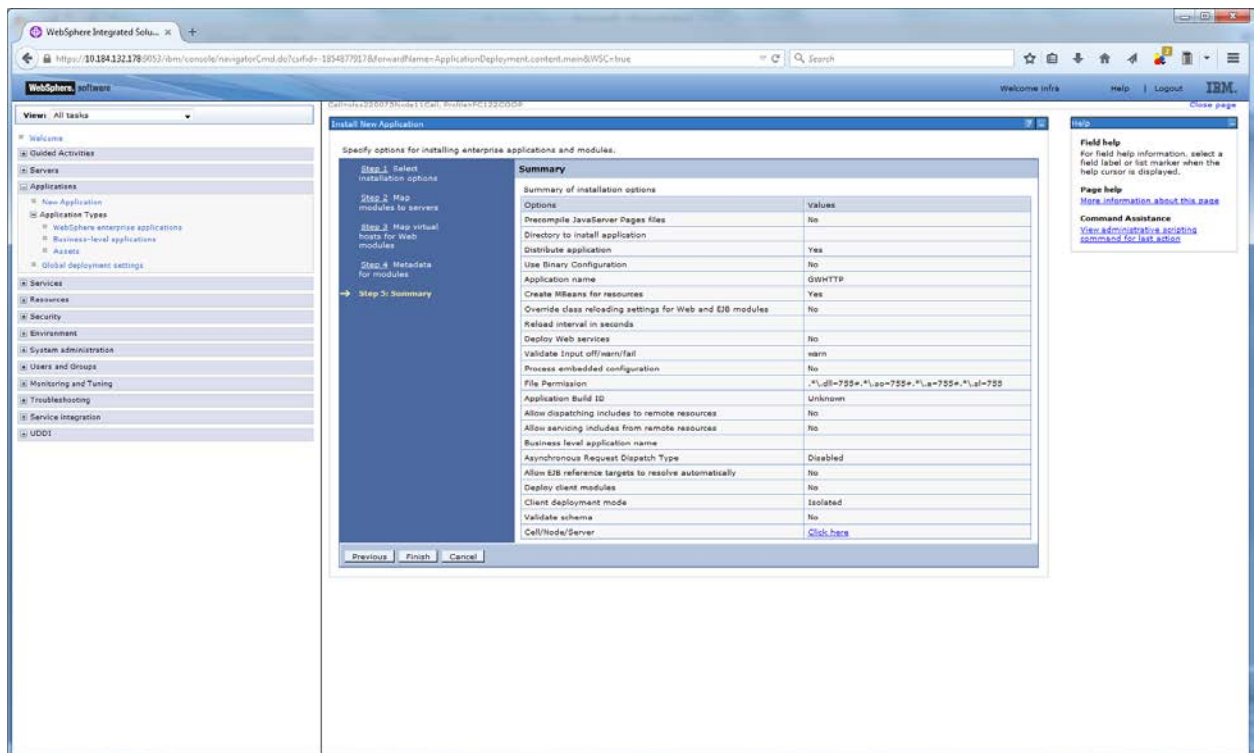 WebSphere Integrated Solu... × +
https://10.184.132.178:9053/ibm/console/navigatorCmd.do?csrfid=-1854877917&forwardName=ApplicationDeployment.content.main&WSC=true
Search
WebSphere. software
Welcome infra Help | Logout IBM.
View: All tasks
Welcome
Guided Activities
Servers
Applications
New Application
Application Types
WebSphere enterprise applications
Business-level applications
Assets
Global deployment settings
Services
Resources
Security
Environment
System administration
Users and Groups
Monitoring and Tuning
Troubleshooting
Service integration
UDDI
Close page
Install New Application ? -
Specify options for installing enterprise applications and modules.
Step 1 Select
installation options
Step 2 Map
modules to servers
Step 3 Map virtual
hosts for Web
modules
Step 4 Metadata
for modules
Step 5: Summary
Summary
Summary of installation options
Options Values
Precompile JavaServer Pages files No
Directory to install application
Distribute application Yes
Use Binary Configuration No
Application name GWHTTP
Create MBeans for resources Yes
Override class reloading settings for Web and EJB modules No
Reload interval in seconds
Deploy Web services No
Validate Input off/warn/fail warn
Process embedded configuration No
File Permission .*\.dll=755#.*\.so=755#.*\.a=755#.*\.sl=755
Application Build ID Unknown
Allow dispatching includes to remote resources No
Allow servicing includes from remote resources No
Business level application name
Asynchronous Request Dispatch Type Disabled
Allow EJB reference targets to resolve automatically No
Deploy client modules No
Client deployment mode Isolated
Validate schema No
Cell/Node/Server Click here
Previous Finish Cancel
Help
Field help
For field help information, select a
field label or list marker when the
help cursor is displayed.
Page help
More information about this page
Command Assistance
View administrative scripting
command for last action